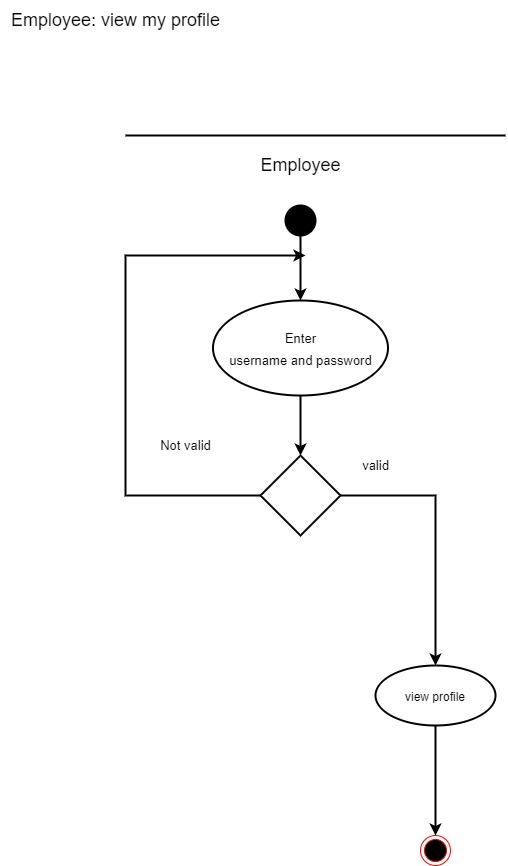 Employee: view my profile
Employee
Enter
username and password
Not valid
valid
view profile